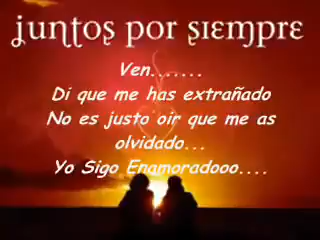 juntos por siempre
Ven.......
Di que me has extrañado
No es justo oir que me as
olvidado...
Yo Sigo Enamoradooo....